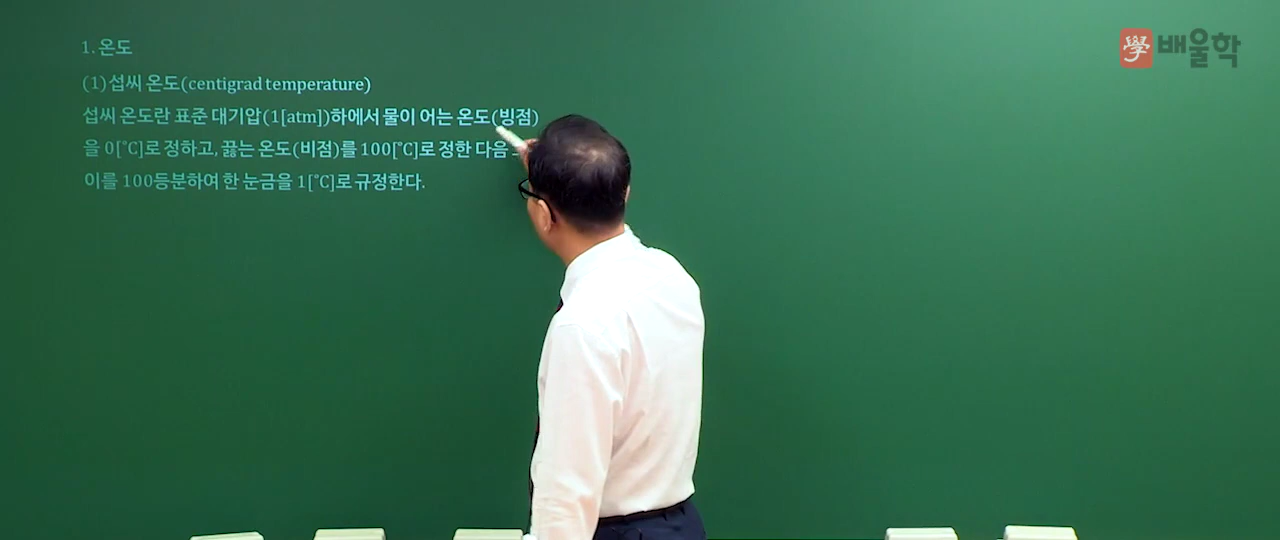 1. 온도
(1)섭씨 온도(centigrad temperature)
섭씨 온도란 표준 대기압(1[atm])하에서 물이 어는 온도(빙점)
을 0[℃]로 정하고, 끓는 온도(비점)를 100[℃]로 정한 다음
이를 100등분하여 한 눈금을 1[℃]로 규정한다.
學 배울학